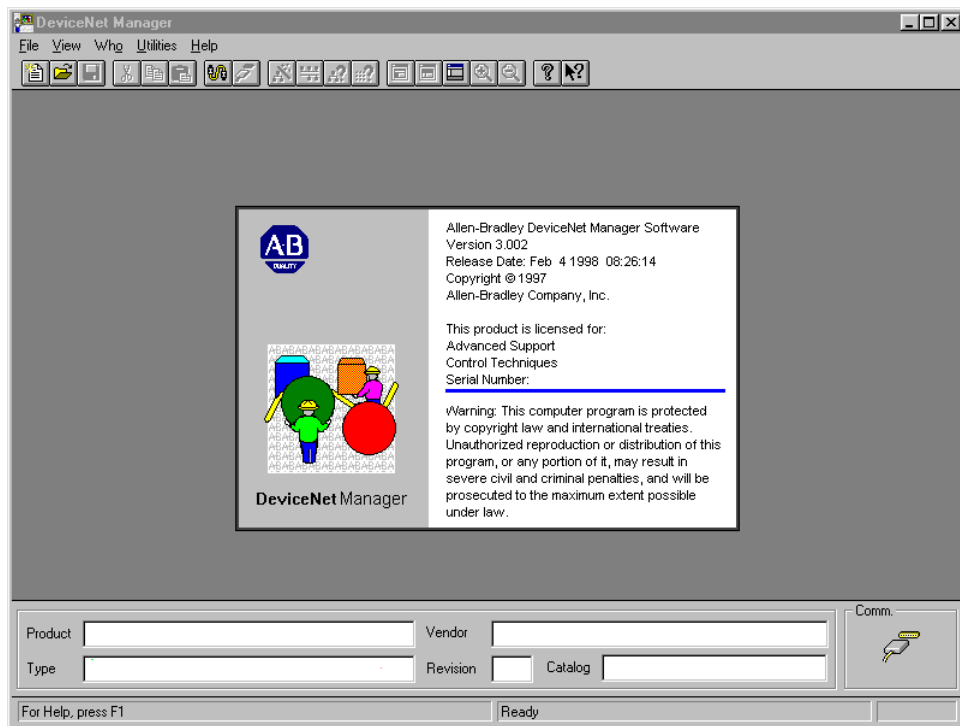 DeviceNet Manager
File View Who Utilities Help
AB
QUALITY
Allen-Bradley DeviceNet Manager Software
Version 3.002
Release Date: Feb 4 1998 08:26:14
Copyright © 1997
Allen-Bradley Company, Inc.
This product is licensed for:
Advanced Support
Control Techniques
Serial Number:
Warning: This computer program is protected
by copyright law and international treaties.
Unauthorized reproduction or distribution of this
program, or any portion of it, may result in
severe civil and criminal penalties, and will be
prosecuted to the maximum extent possible
under law.
DeviceNet Manager
Comm.
Product
Vendor
Type
Revision
Catalog
For Help, press F1
Ready